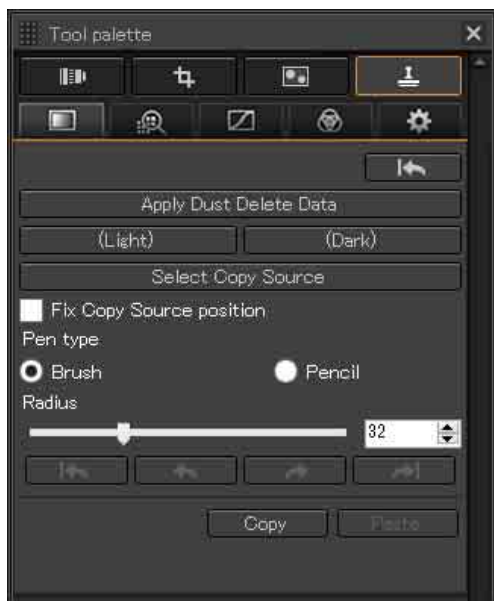 Tool palette
Apply Dust Delete Data
(Light) (Dark)
Select Copy Source
Fix Copy Source position
Pen type
Brush Pencil
Radius
32
Copy Paste